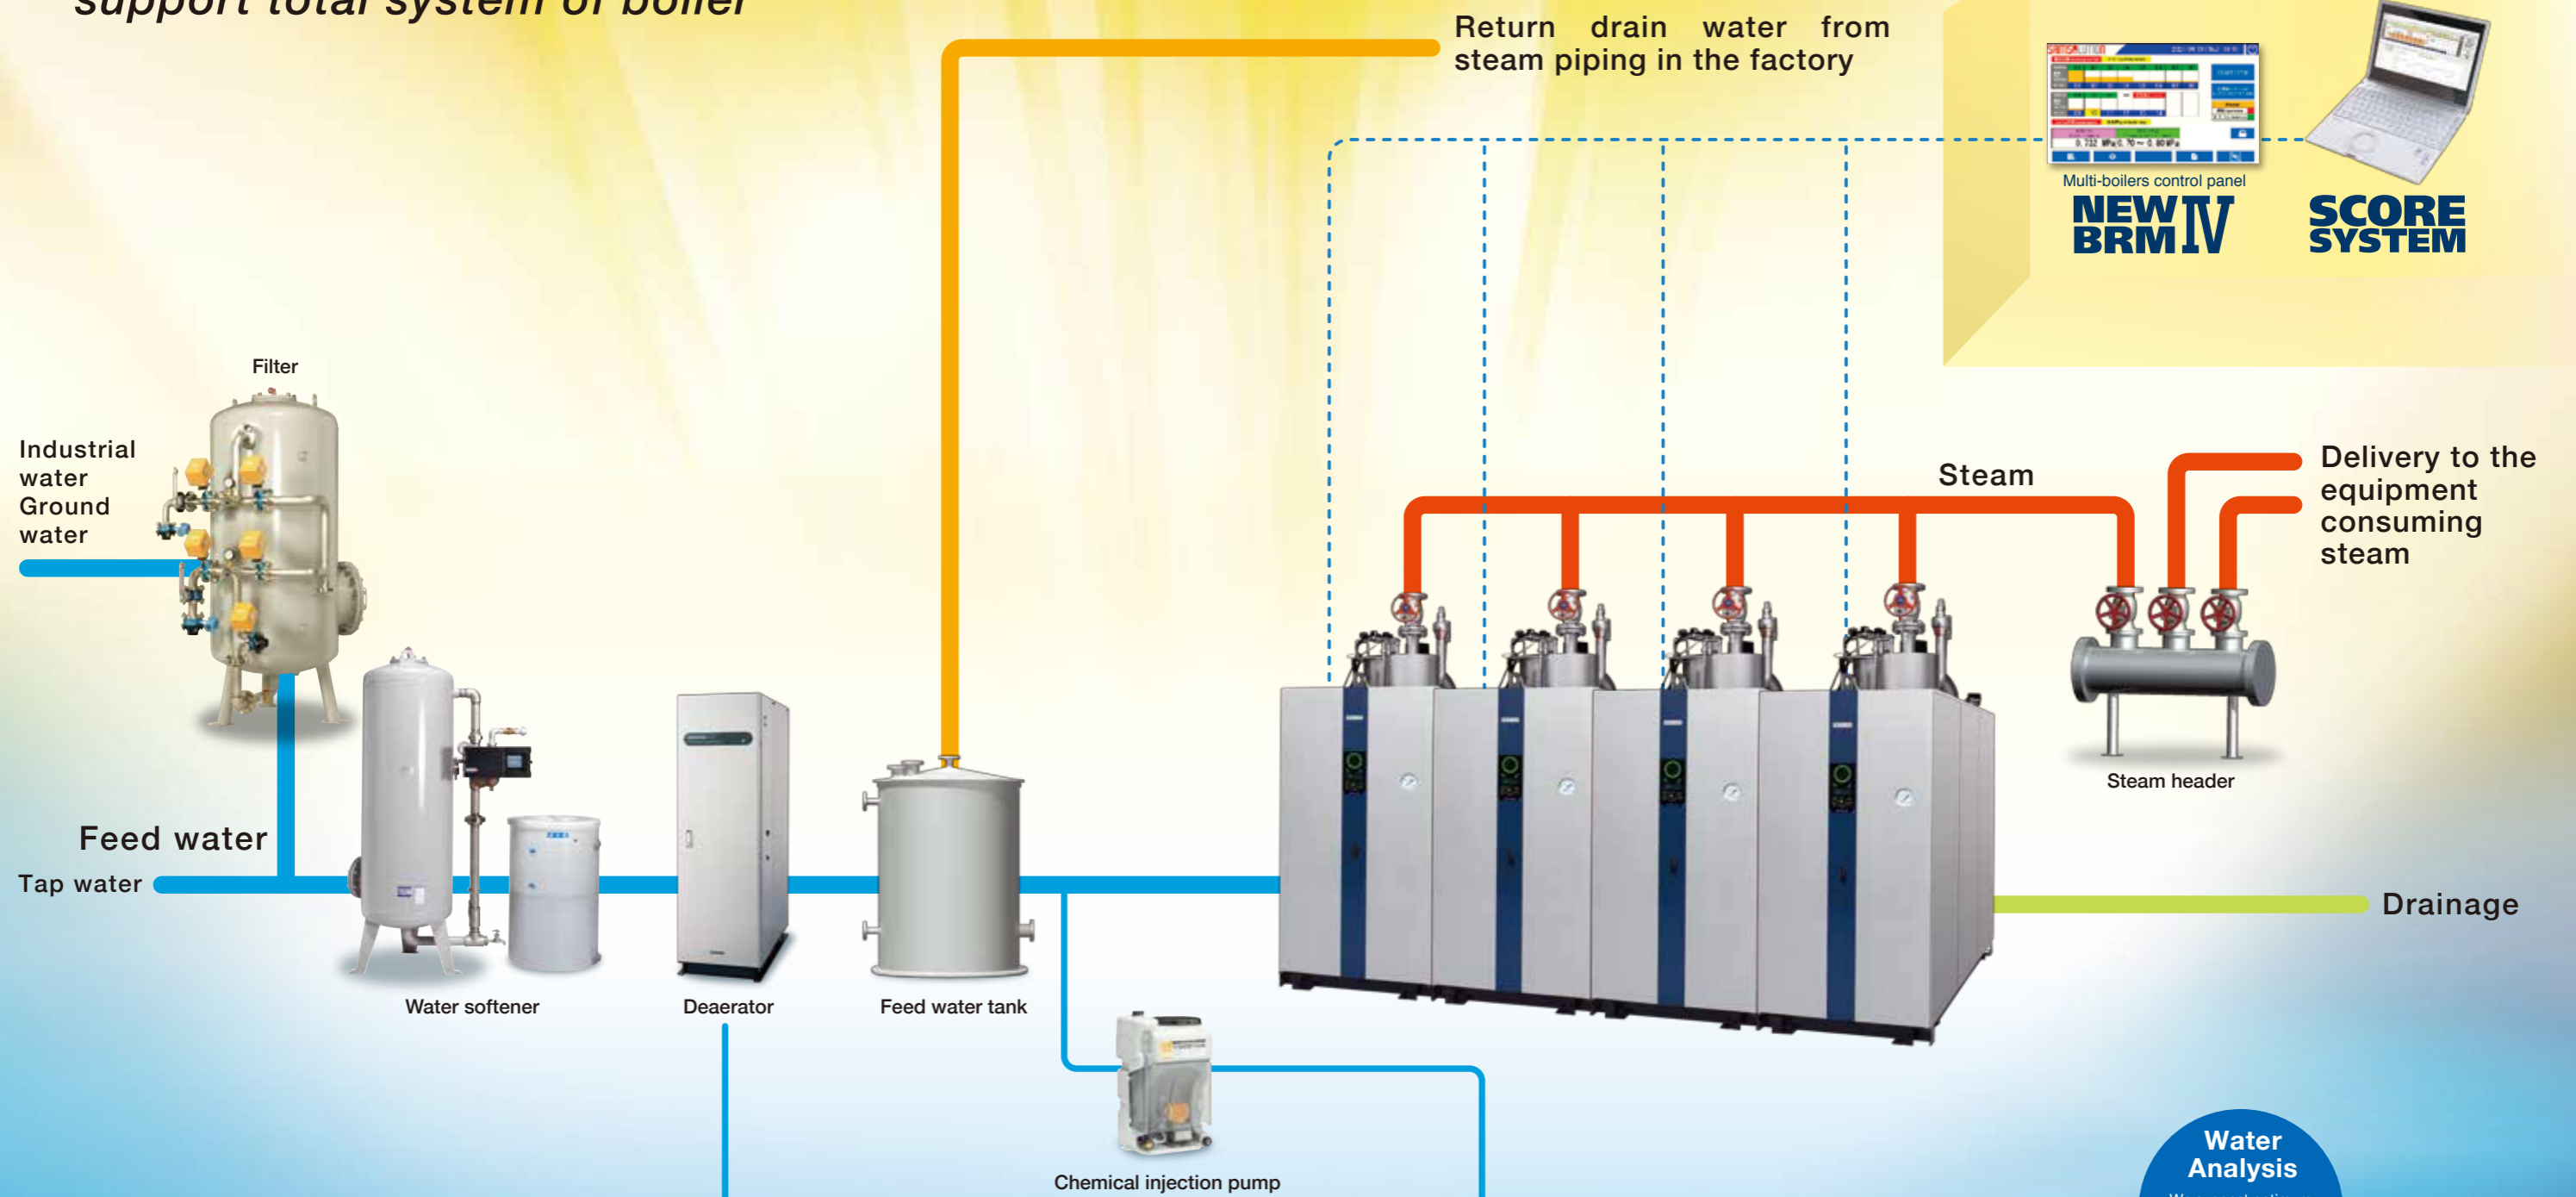 support total system of boiler
Return drain water from
steam piping in the factory
Multi-boilers control panel
NEW
BRM IV
SCORE
SYSTEM
Filter
Industrial
water
Ground
water
Steam
Delivery to the
equipment
consuming
steam
Steam header
Feed water
Tap water
Drainage
Water softener
Deaerator
Feed water tank
Chemical injection pump
Water
Analysis